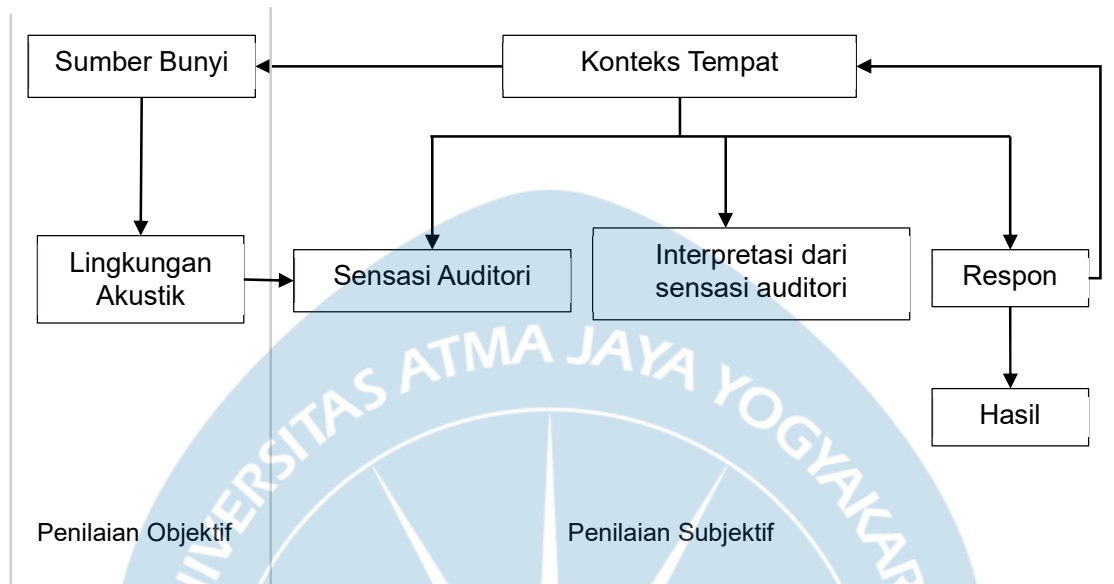 Sumber Bunyi
Konteks Tempat
Lingkungan
Akustik
Sensasi Auditori
Interpretasi dari
sensasi auditori
Respon
Hasil
UNIVERSITAS ATMA JAYA YOGYAKAR
Penilaian Objektif
Penilaian Subjektif